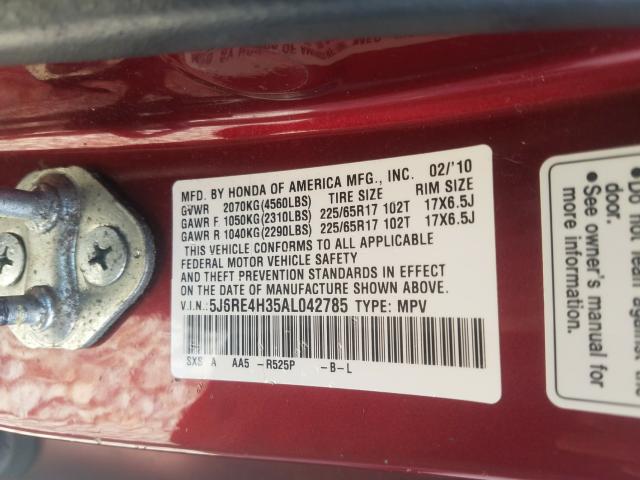 MFD. BY HONDA OF AMERICA MFG., INC. 02/'10
GVWR 2070KG(4560LBS) TIRE SIZE RIM SIZE
GAWR F 1050KG(2310LBS) 225/65R17 102T 17X6.5J
GAWR R 1040KG(2290LBS) 225/65R17 102T 17X6.5J
THIS VEHICLE CONFORMS TO ALL APPLICABLE
FEDERAL MOTOR VEHICLE SAFETY
AND THEFT PREVENTION STANDARDS IN EFFECT
ON THE DATE OF MANUFACTURE SHOWN ABOVE.
V.I.N.: 5J6RE4H35AL042785 TYPE: MPV
SXS A AA5 -R525P -B-L
door.
• See owner's
manual for
more